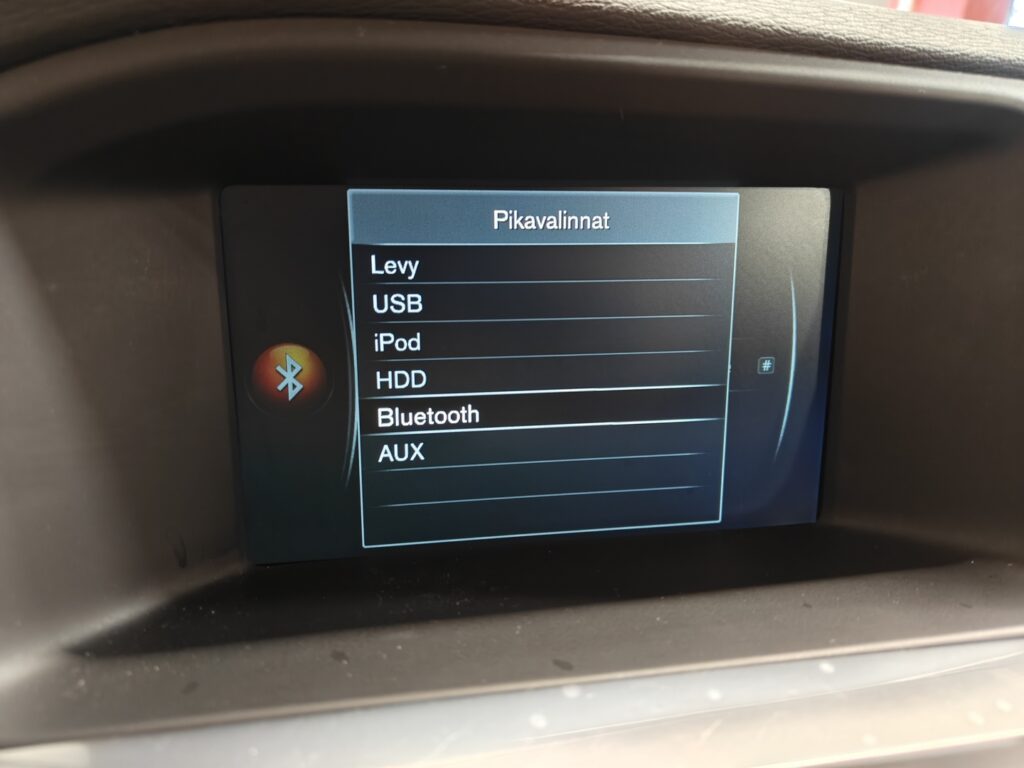 Pikavalinnat
Levy
USB
iPod
HDD
Bluetooth
AUX
#